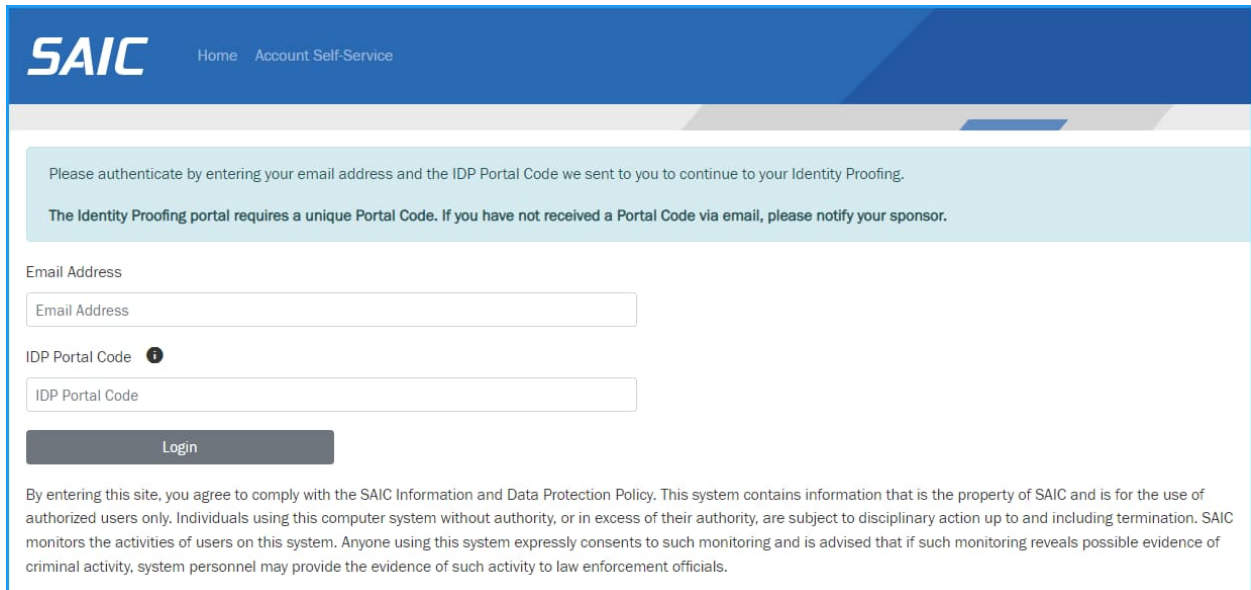 SAIC
Home Account Self-Service
Please authenticate by entering your email address and the IDP Portal Code we sent to you to continue to your Identity Proofing.
The Identity Proofing portal requires a unique Portal Code. If you have not received a Portal Code via email, please notify your sponsor.
Email Address
Email Address
IDP Portal Code i
IDP Portal Code
Login
By entering this site, you agree to comply with the SAIC Information and Data Protection Policy. This system contains information that is the property of SAIC and is for the use of
authorized users only. Individuals using this computer system without authority, or in excess of their authority, are subject to disciplinary action up to and including termination. SAIC
monitors the activities of users on this system. Anyone using this system expressly consents to such monitoring and is advised that if such monitoring reveals possible evidence of
criminal activity, system personnel may provide the evidence of such activity to law enforcement officials.